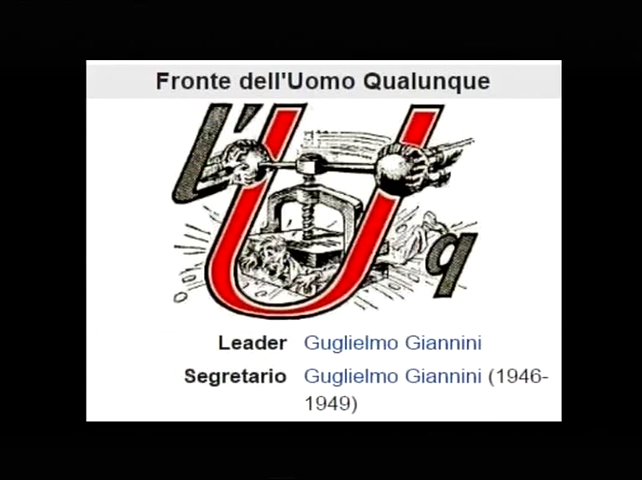 Fronte dell'Uomo Qualunque
l'Uq
Leader Guglielmo Giannini
Segretario Guglielmo Giannini (1946-
1949)